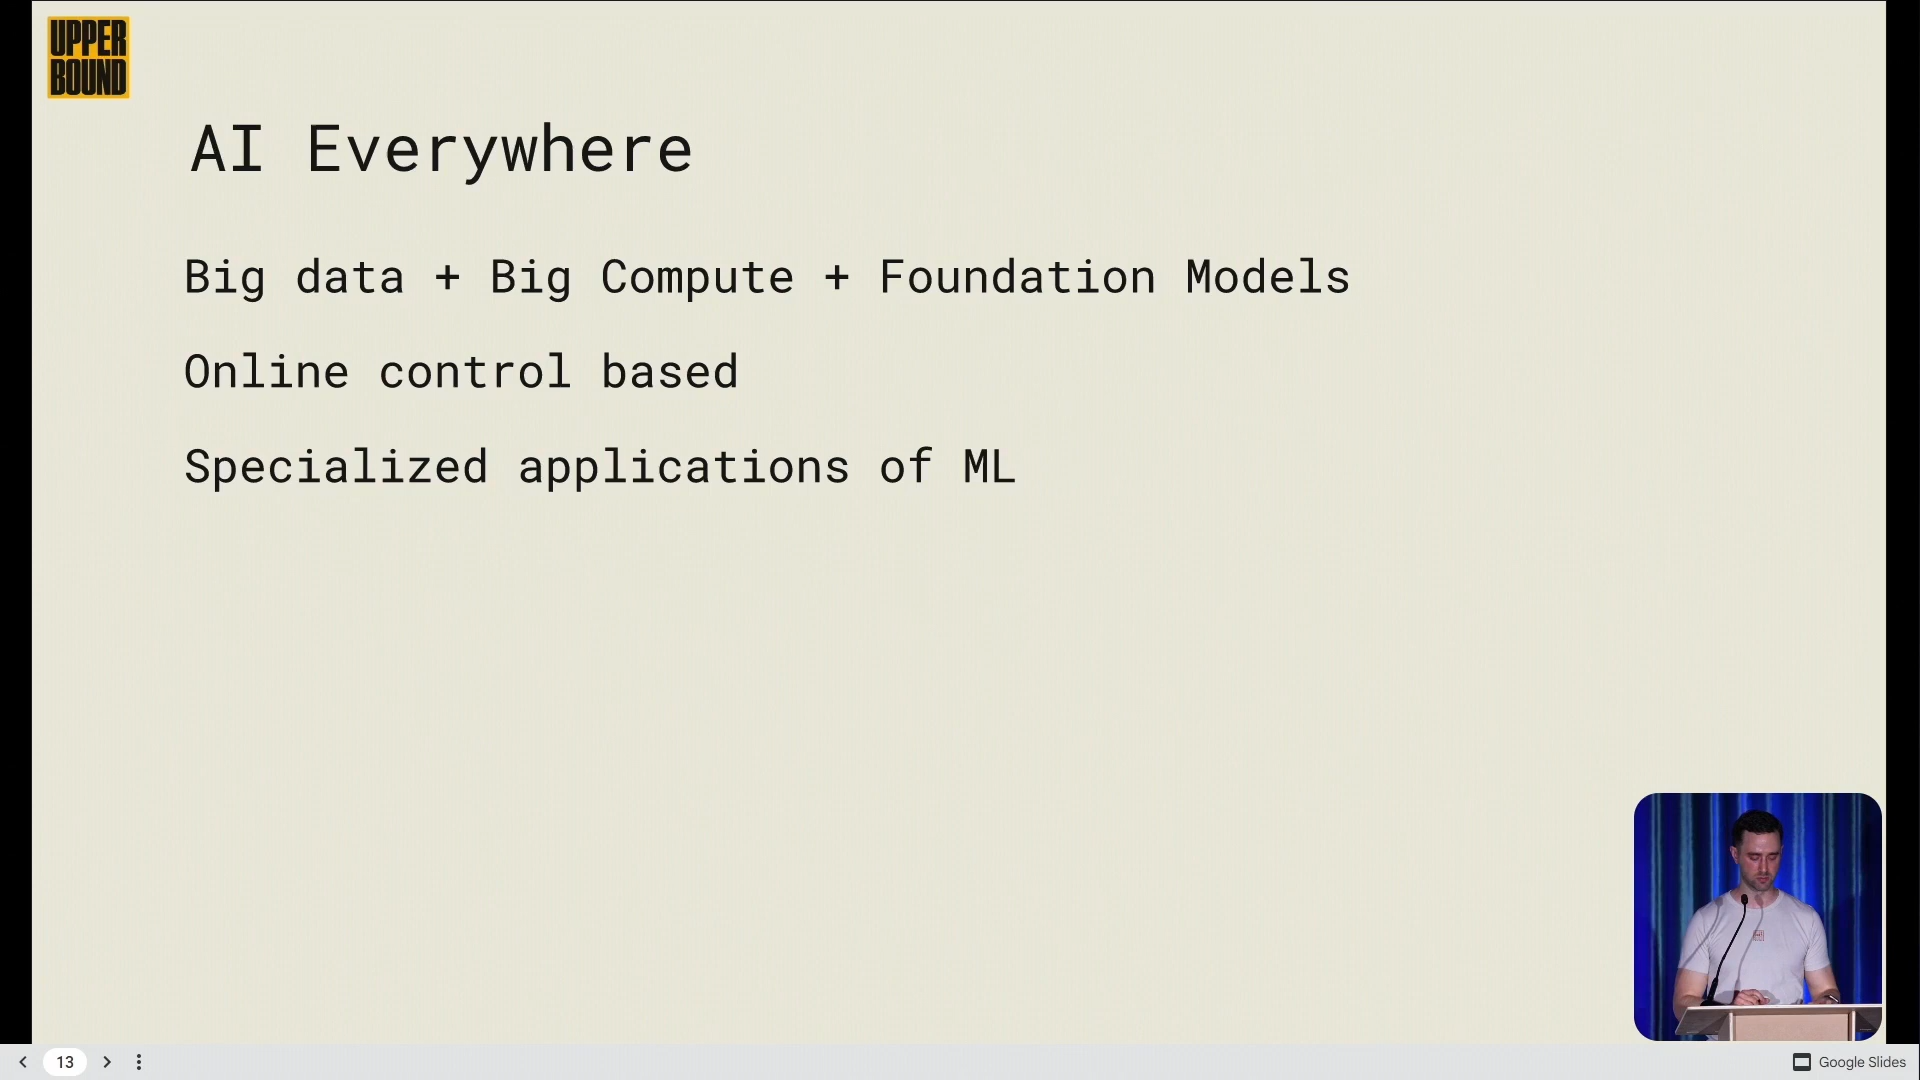 UPPER
BOUND
AI Everywhere
Big data + Big Compute + Foundation Models
Online control based
Specialized applications of ML
13
Google Slides